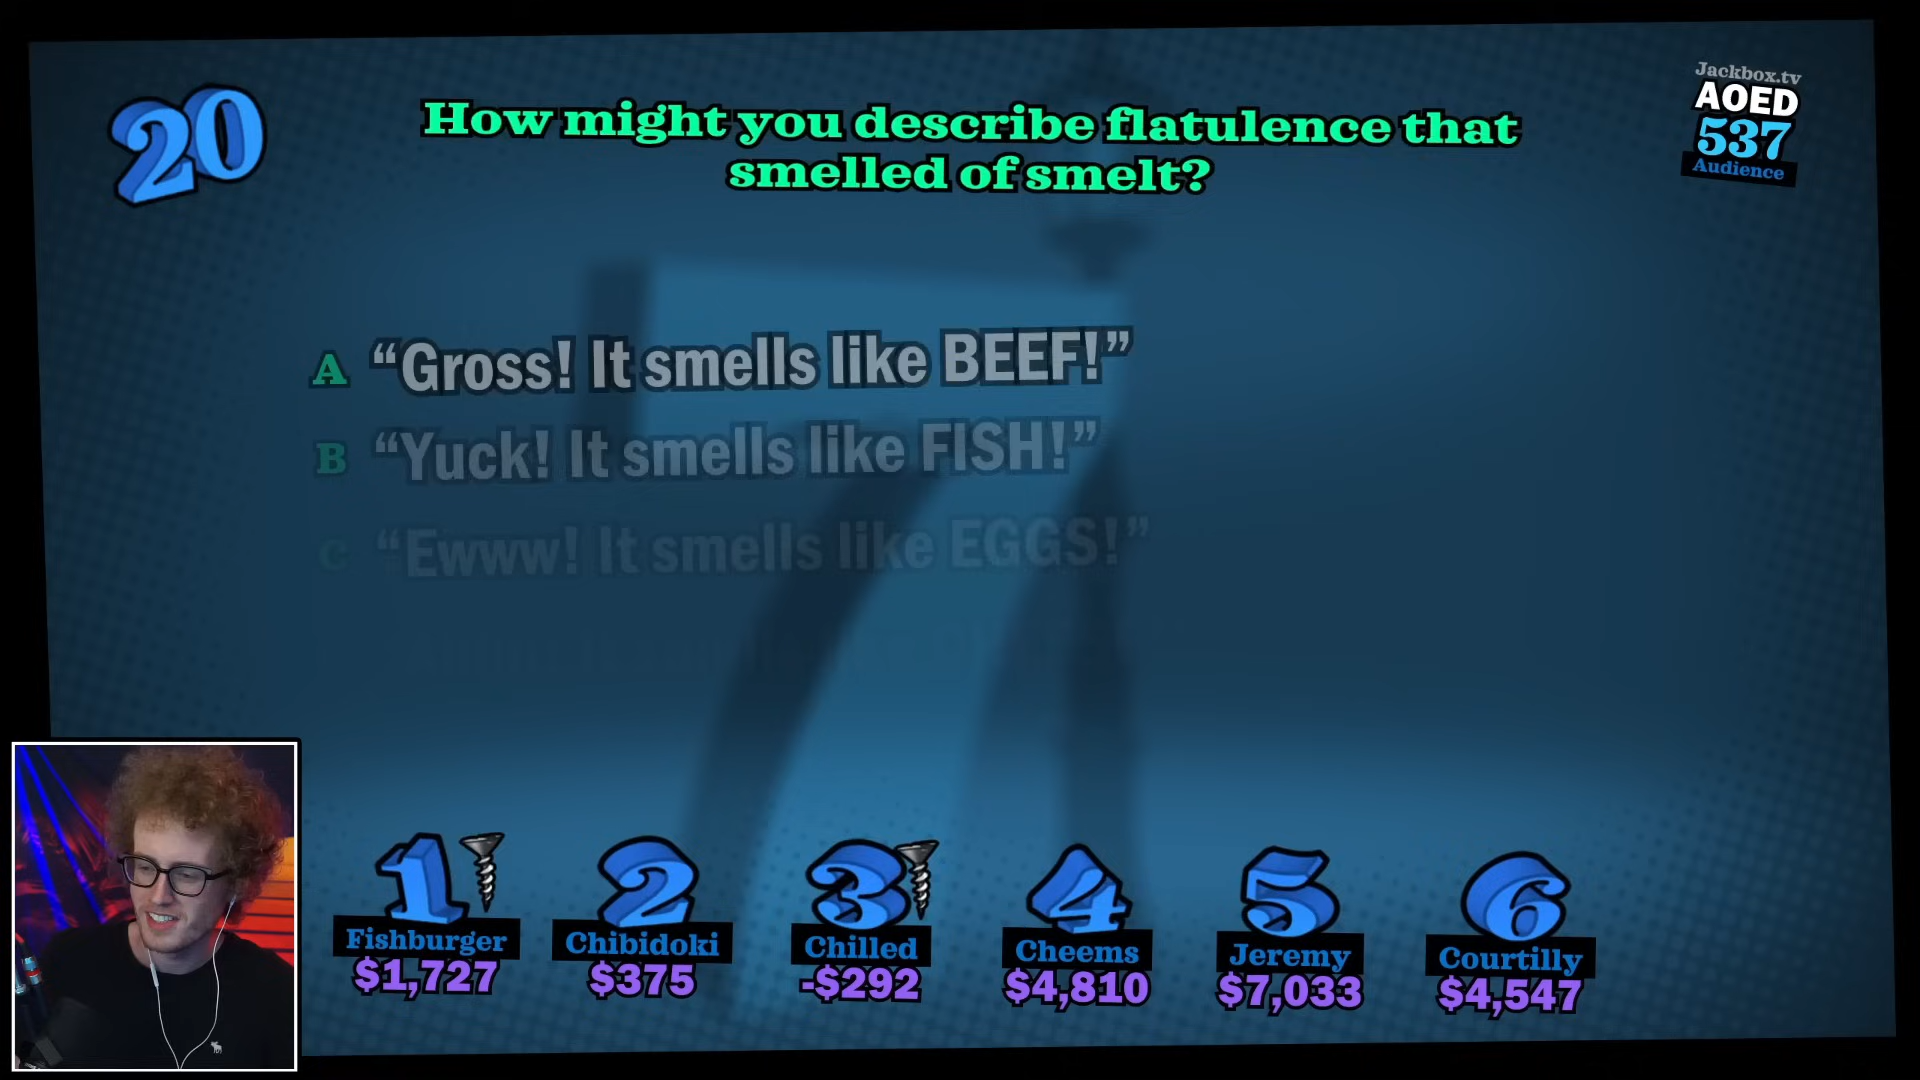 20
How might you describe flatulence that
smelled of smelt?
Jackbox.tv
AOED
537
Audience
A "Gross! It smells like BEEF!"
B "Yuck! It smells like FISH!"
C "Ewww! It smells like EGGS!"
1 2 3 4 5 6
Fishburger Chibidoki Chilled Cheems Jeremy Courtilly
$1,727 $375 -$292 $4,810 $7,033 $4,547